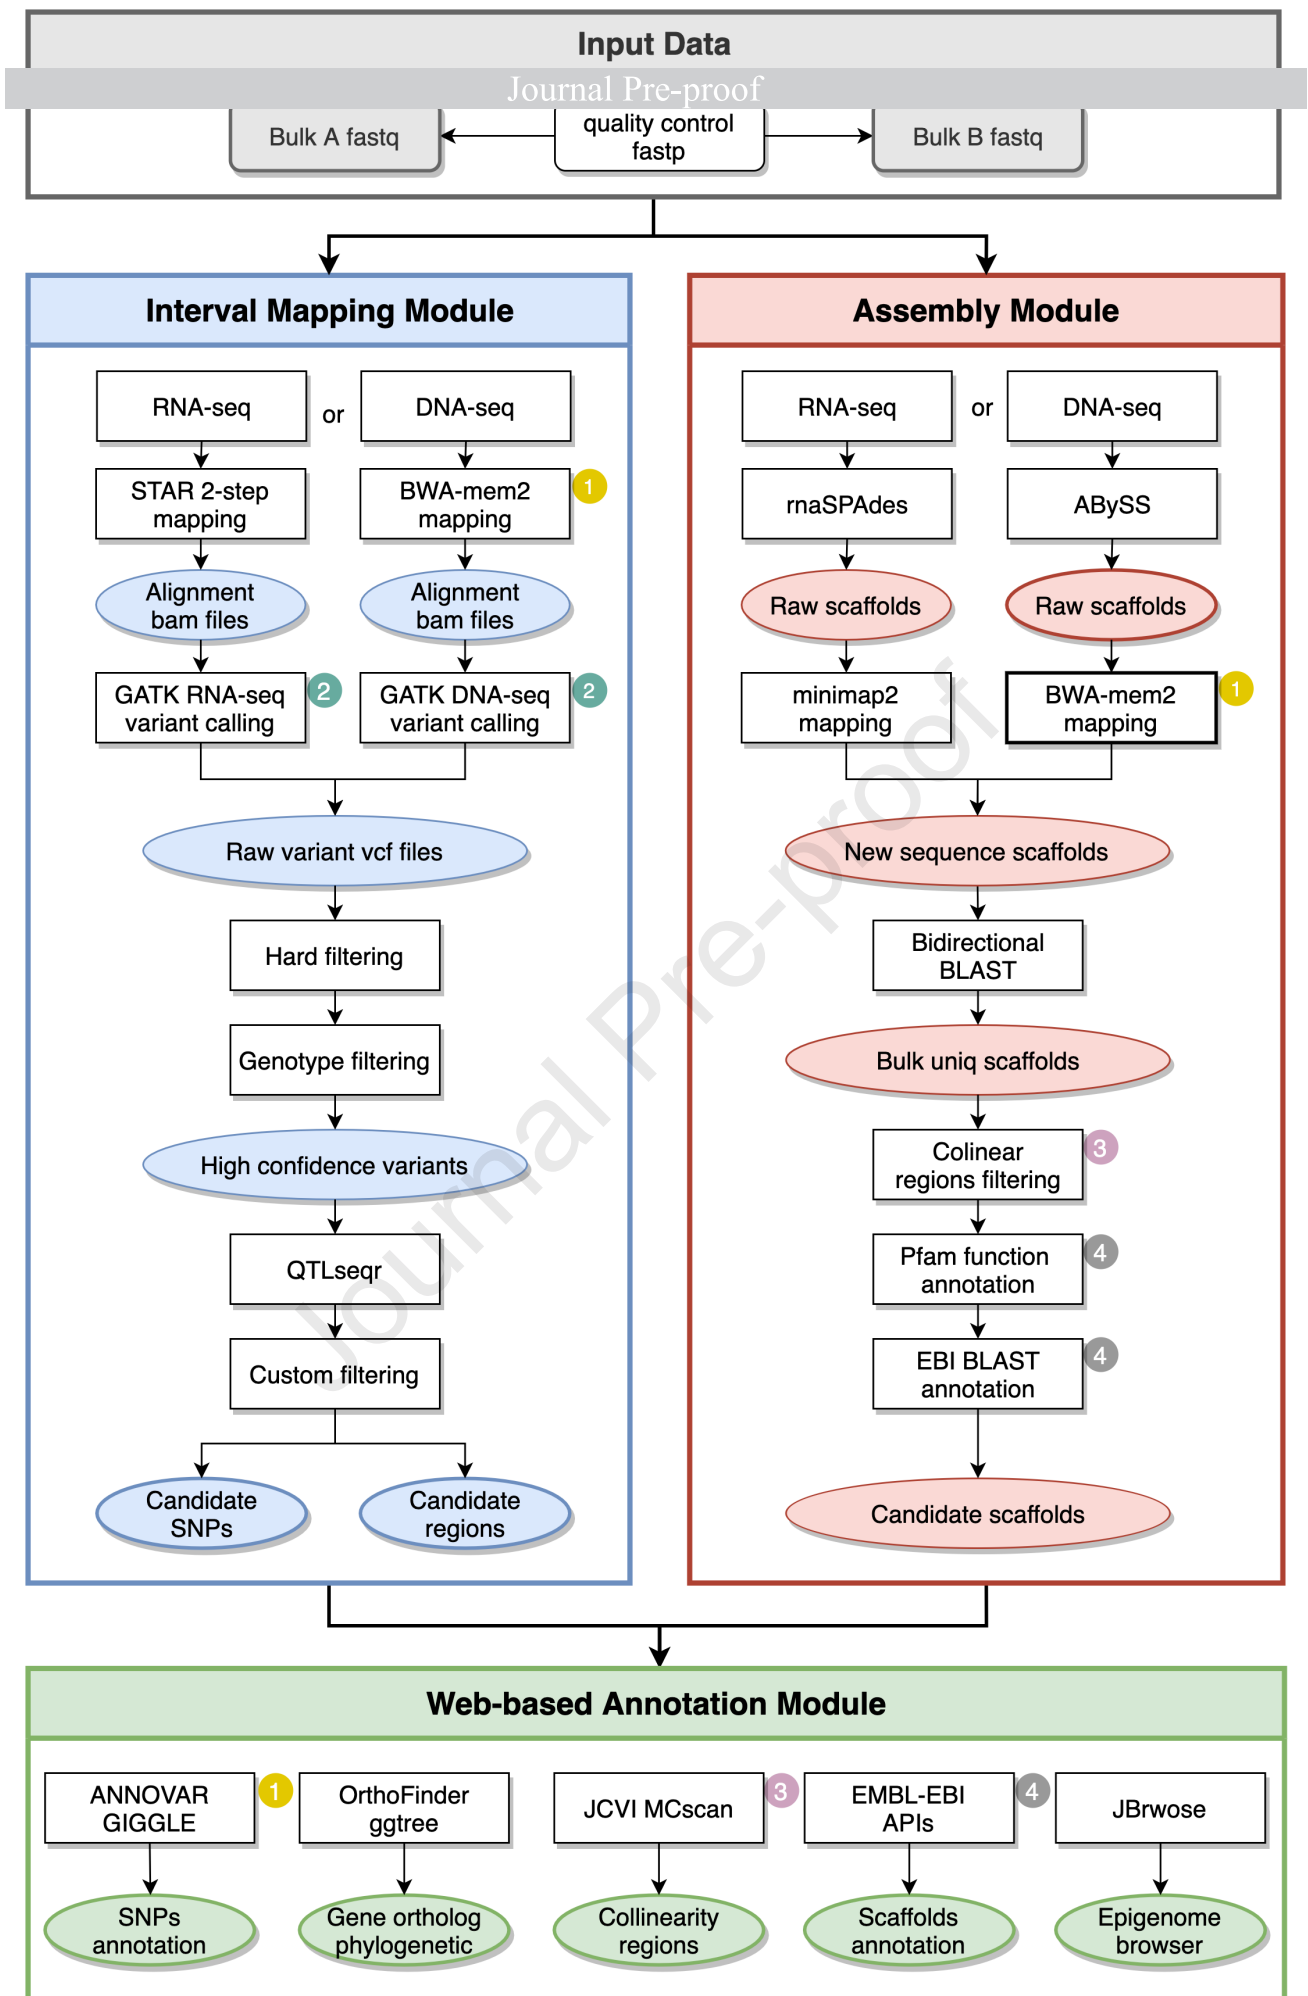 Input Data
Journal Pre-proof
Bulk A fastq
quality control
fastp
Bulk B fastq
Interval Mapping Module
RNA-seq
or
DNA-seq
STAR 2-step
mapping
BWA-mem2
mapping
1
Alignment
bam files
Alignment
bam files
GATK RNA-seq
variant calling
2
GATK DNA-seq
variant calling
2
Raw variant vcf files
Hard filtering
Genotype filtering
High confidence variants
QTLseqr
Custom filtering
Candidate
SNPs
Candidate
regions
Assembly Module
RNA-seq
or
DNA-seq
rnaSPAdes
ABySS
Raw scaffolds
Raw scaffolds
minimap2
mapping
BWA-mem2
mapping
1
New sequence scaffolds
Bidirectional
BLAST
Bulk uniq scaffolds
Colinear
regions filtering
3
Pfam function
annotation
4
EBI BLAST
annotation
4
Candidate scaffolds
Journal Pre-proof
Web-based Annotation Module
ANNOVAR
GIGGLE
1
OrthoFinder
ggtree
JCVI MCscan
3
EMBL-EBI
APIs
4
JBrwose
SNPs
annotation
Gene ortholog
phylogenetic
Collinearity
regions
Scaffolds
annotation
Epigenome
browser